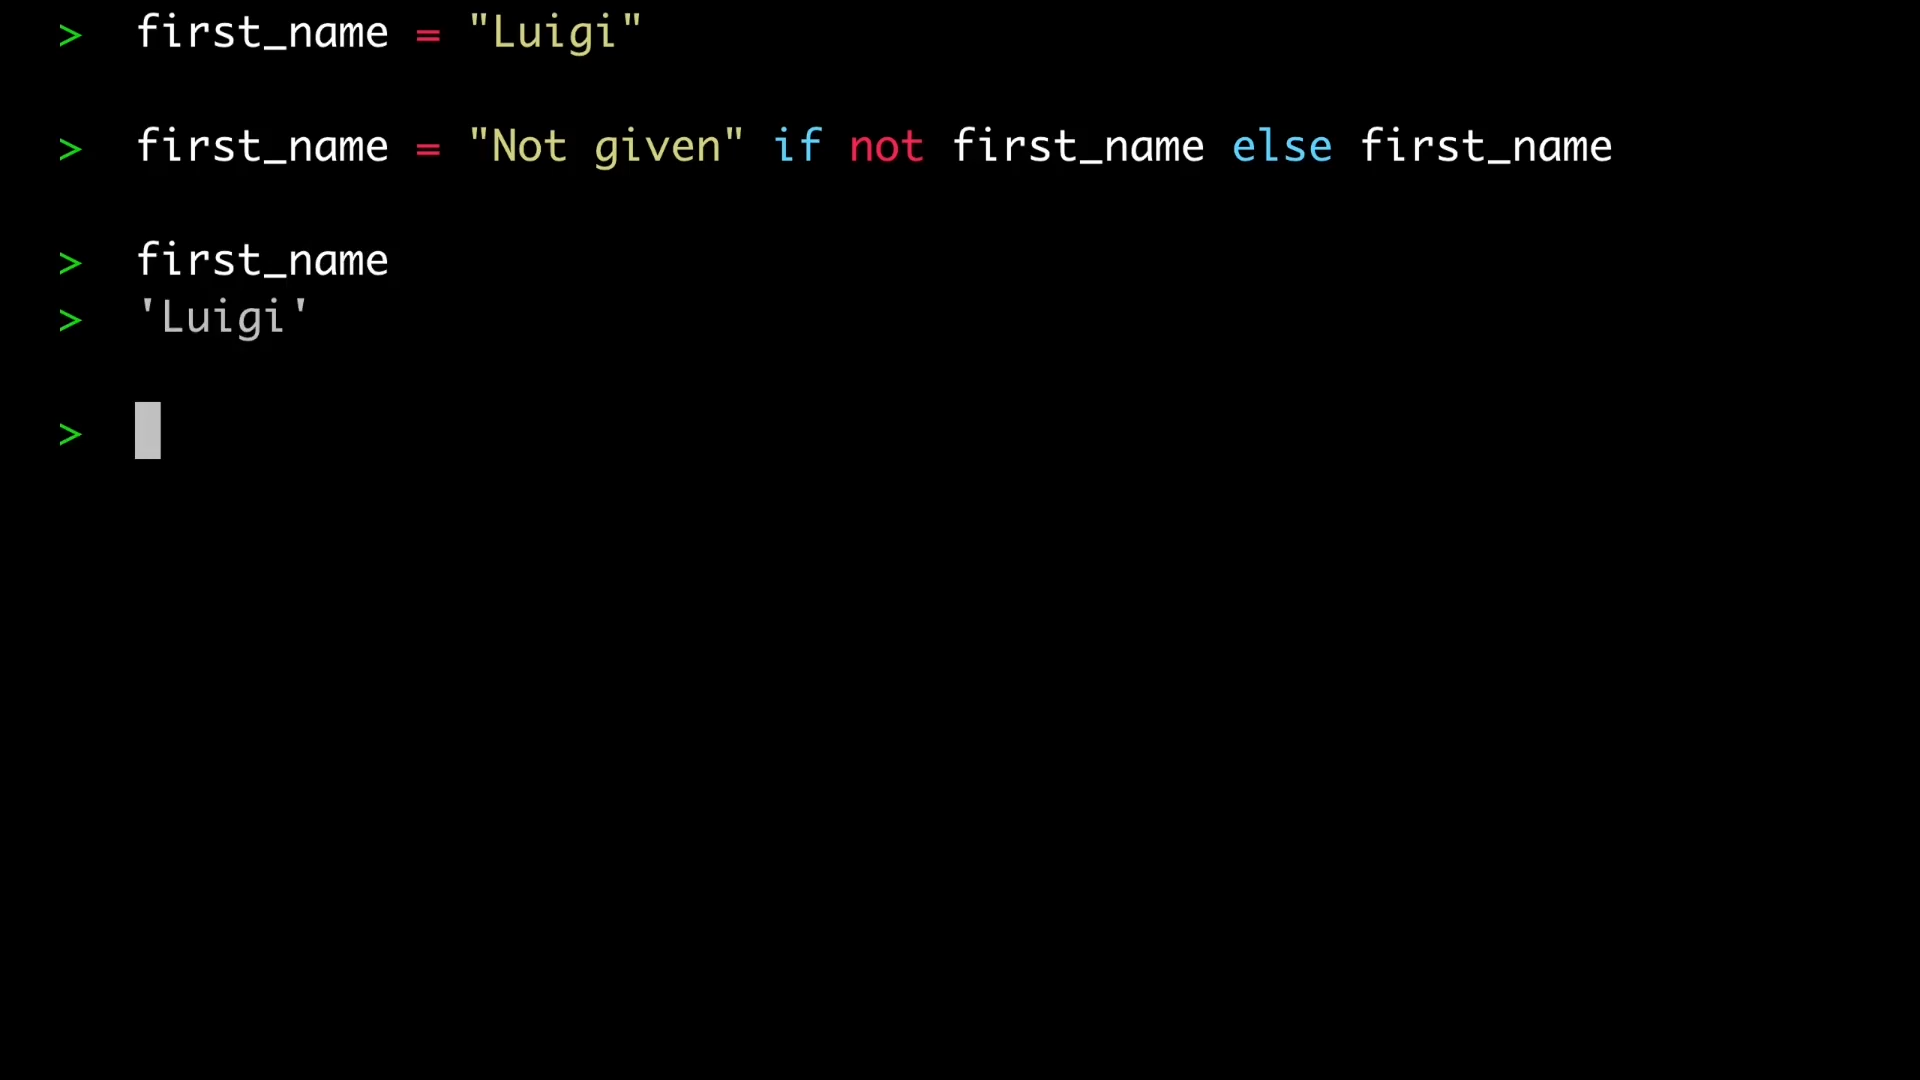 > first_name = "Luigi"
> first_name = "Not given" if not first_name else first_name
> first_name
> 'Luigi'
>